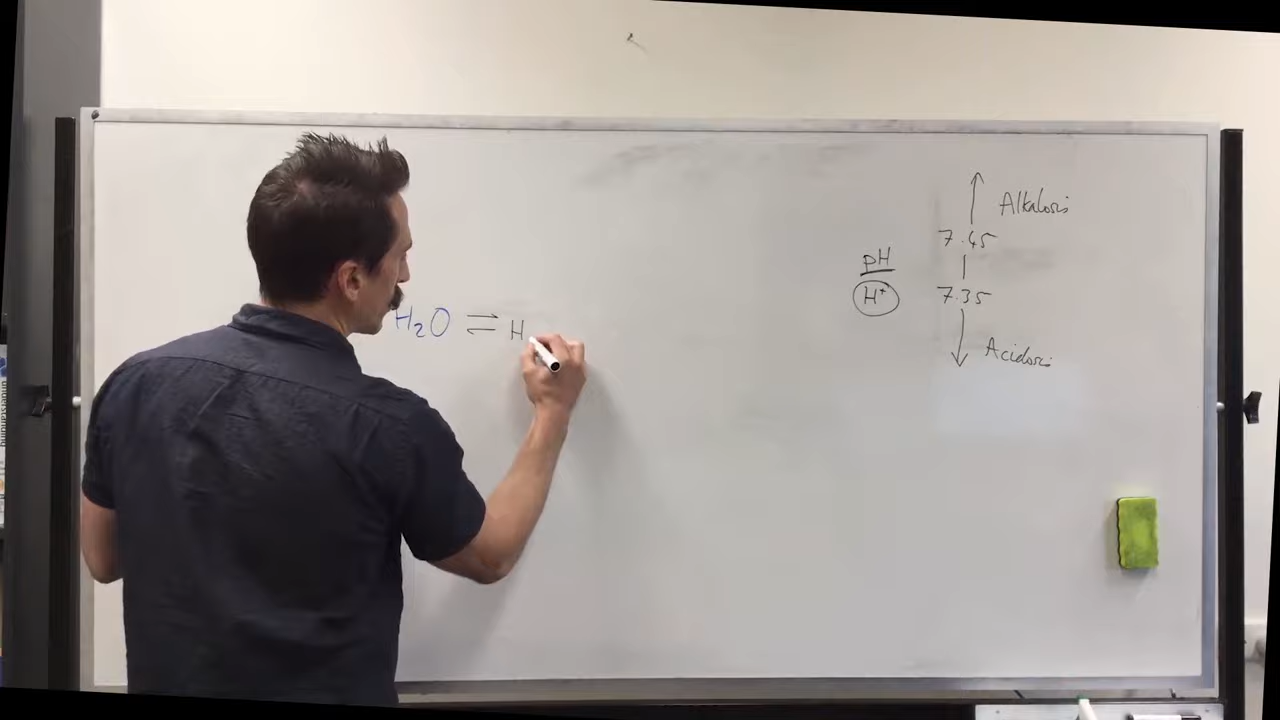 H₂O ⇌ H
pH
H⁺
Alkalosis
7.45
7.35
Acidosis